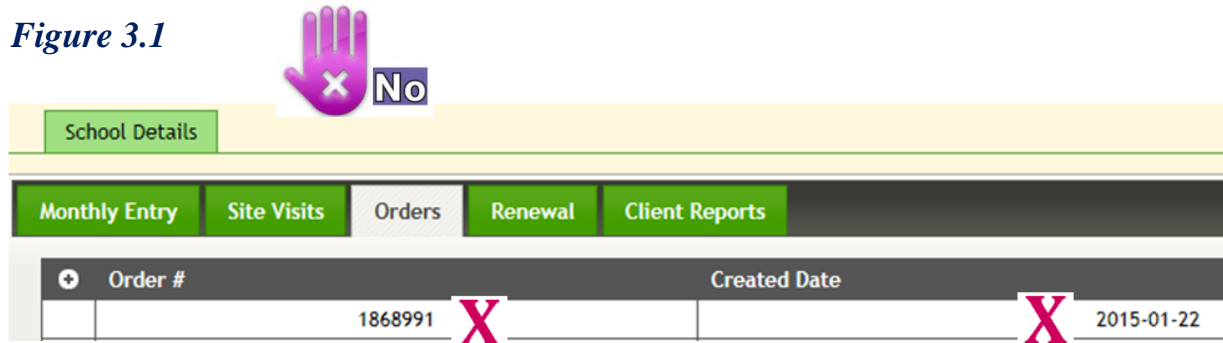 Figure 3.1
No
School Details
Monthly Entry Site Visits Orders Renewal Client Reports
Order # Created Date
1868991 X X 2015-01-22